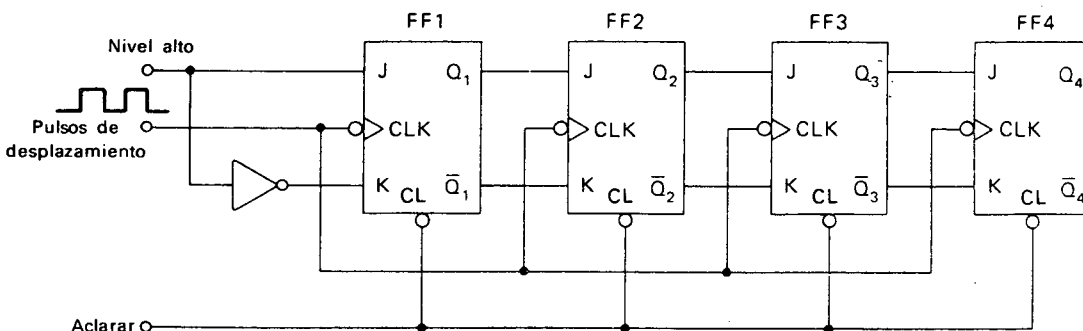 FF1 FF2 FF3 FF4
Nivel alto
J Q₁ J Q₂ J Q₃ J Q₄
Pulsos de
desplazamiento
CLK CLK CLK CLK
K Q̅₁ K Q̅₂ K Q̅₃ K Q̅₄
CL CL CL CL
Aclarar